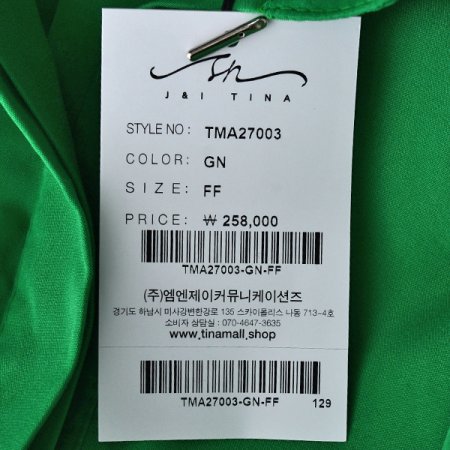 J & I TINA
STYLE NO : TMA27003
COLOR: GN
SIZE: FF
PRICE: ₩ 258,000
TMA27003-GN-FF
(주)엠엔제이커뮤니케이션즈
경기도 하남시 미사강변한강로 135 스카이폴리스 나동 713-4호
소비자 상담실 : 070-4647-3635
www.tinamall.shop
TMA27003-GN-FF 129